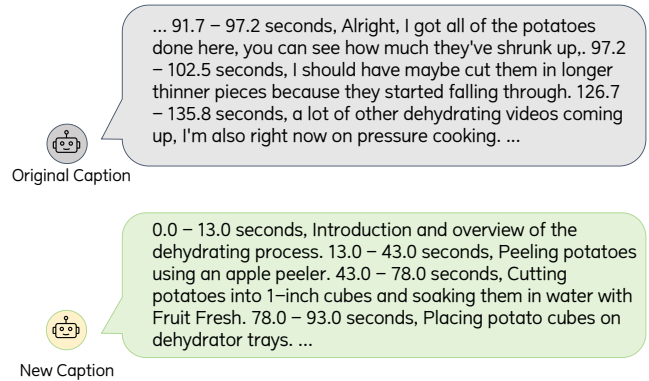 ... 91.7 – 97.2 seconds, Alright, I got all of the potatoes
done here, you can see how much they've shrunk up,. 97.2
– 102.5 seconds, I should have maybe cut them in longer
thinner pieces because they started falling through. 126.7
– 135.8 seconds, a lot of other dehydrating videos coming
up, I'm also right now on pressure cooking. ...
Original Caption
0.0 – 13.0 seconds, Introduction and overview of the
dehydrating process. 13.0 – 43.0 seconds, Peeling potatoes
using an apple peeler. 43.0 – 78.0 seconds, Cutting
potatoes into 1–inch cubes and soaking them in water with
Fruit Fresh. 78.0 – 93.0 seconds, Placing potato cubes on
dehydrator trays. ...
New Caption